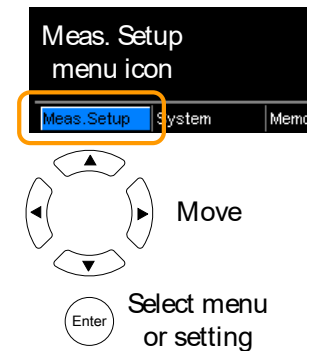 Meas. Setup
menu icon
Meas.Setup System
Move
Enter
Select menu
or setting